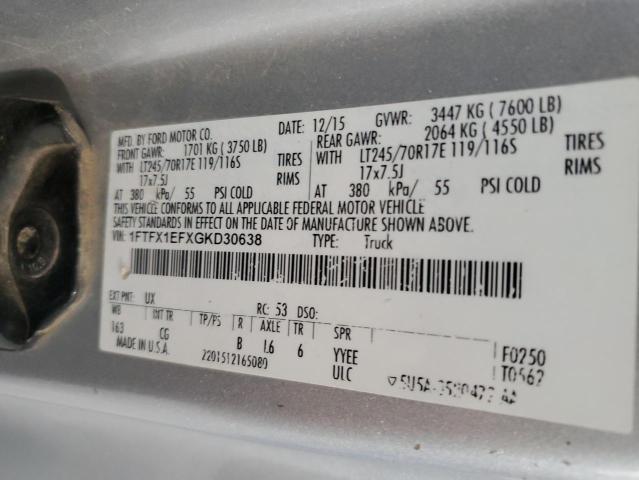 MFD. BY FORD MOTOR CO.
DATE: 12/15 GVWR: 3447 KG ( 7600 LB)
FRONT GAWR: 1701 KG ( 3750 LB) REAR GAWR: 2064 KG ( 4550 LB)
WITH LT245/70R17E 119/116S TIRES WITH LT245/70R17E 119/116S TIRES
17x7.5J RIMS 17x7.5J RIMS
AT 380 kPa/ 55 PSI COLD AT 380 kPa/ 55 PSI COLD
THIS VEHICLE CONFORMS TO ALL APPLICABLE FEDERAL MOTOR VEHICLE
SAFETY STANDARDS IN EFFECT ON THE DATE OF MANUFACTURE SHOWN ABOVE.
VIN: 1FTFX1EFXGKD30638 TYPE: Truck
EXT PNT: UX RC: 53 DSO:
WB INT TR TP/PS R AXLE TR SPR
163 CG B L6 6 YYEE F0250
MADE IN U.S.A. 2201512165089 ULC T0562